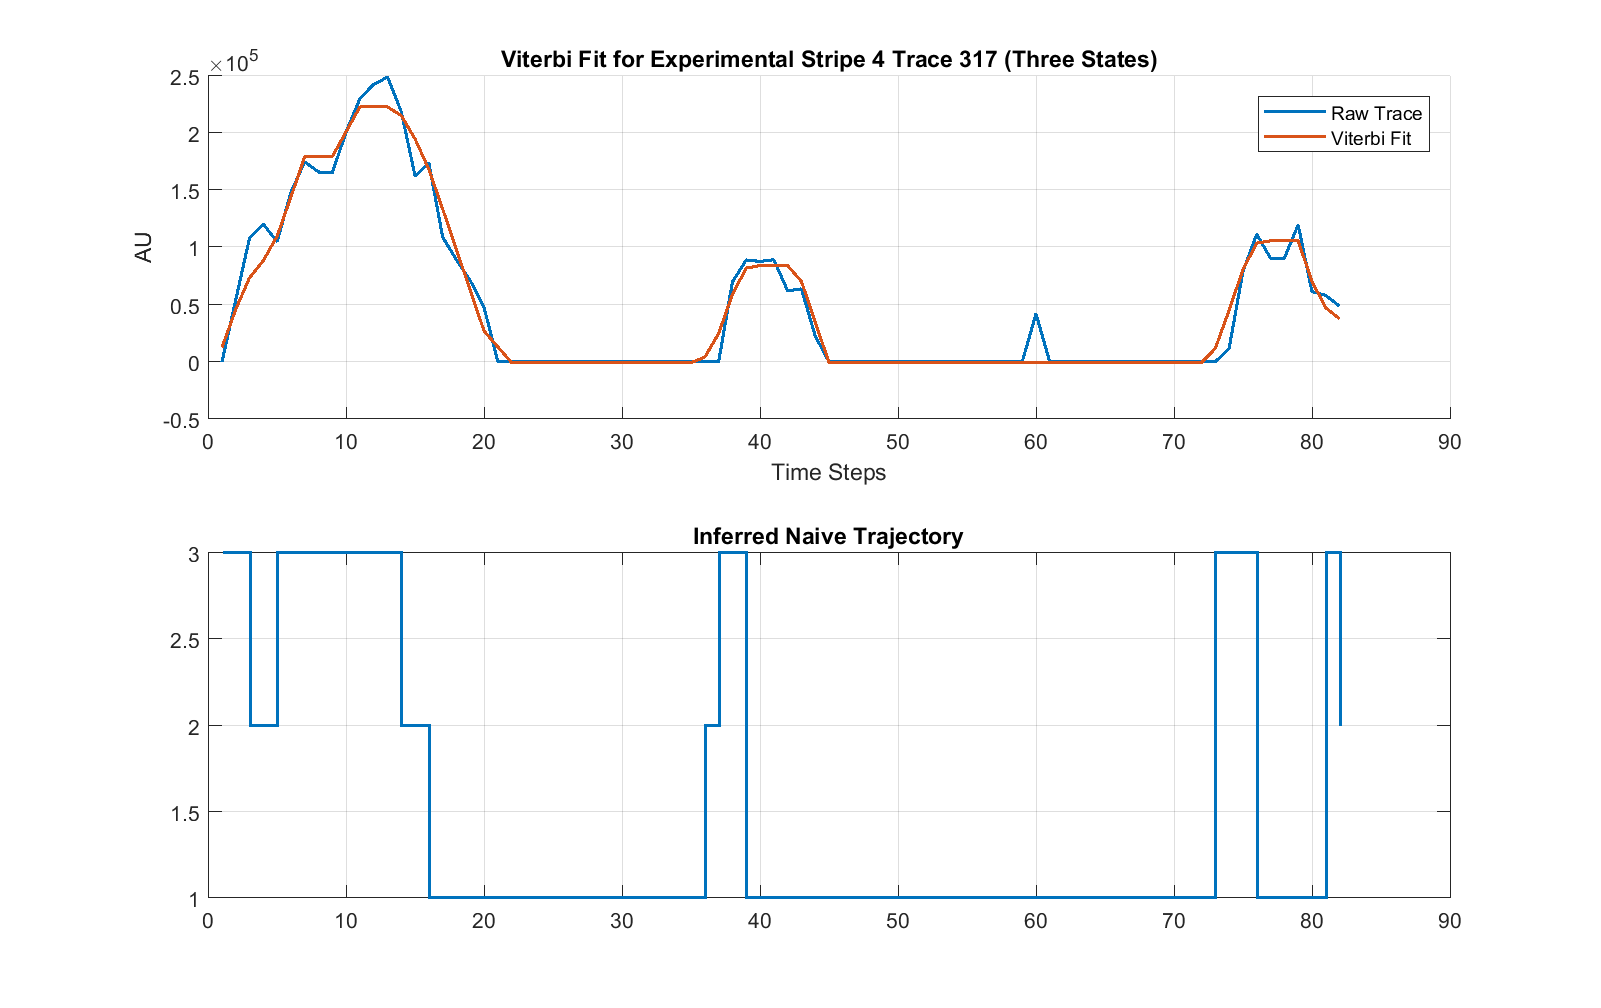 Viterbi Fit for Experimental Stripe 4 Trace 317 (Three States)
×10^5
2.5
2
1.5
1
0.5
0
-0.5
AU
Raw Trace
Viterbi Fit
0 10 20 30 40 50 60 70 80 90
Time Steps
Inferred Naive Trajectory
3
2.5
2
1.5
1
0 10 20 30 40 50 60 70 80 90